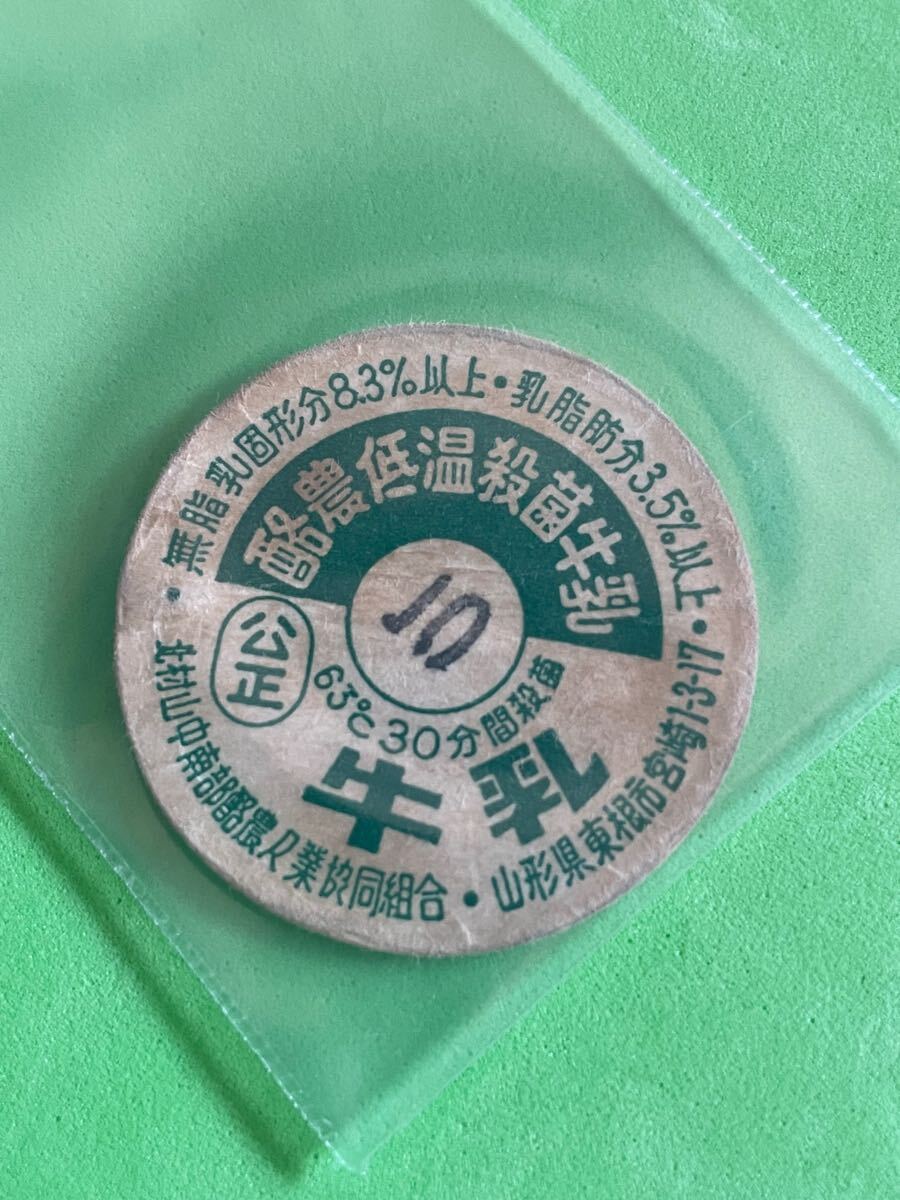 無脂乳固形分8.3%以上・乳脂肪分3.5%以上・
酪農低温殺菌牛乳
10
公正
63℃30分間殺菌
牛
北村山中南部酪農業協同組合・山形県東根市宮崎1-3-17・